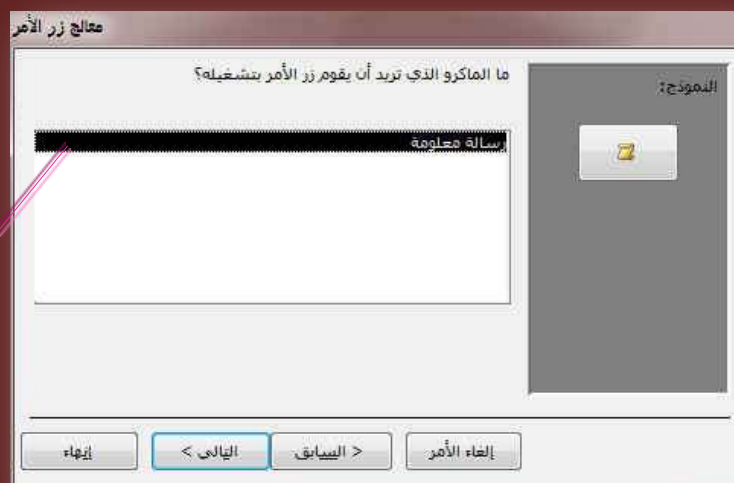 معالج زر الأمر
ما الماكرو الذي تريد أن يقوم زر الأمر بتشغيله؟
النموذج:
رسالة معلومة
إلغاء الأمر
< السابق
التالي >
إنهاء